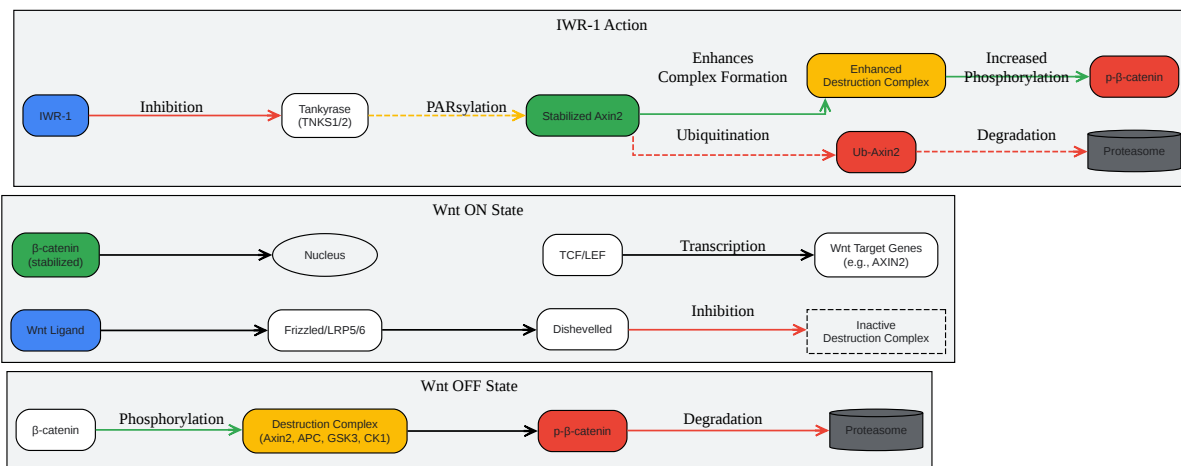 IWR-1 Action
Enhances
Complex Formation
Enhanced
Destruction Complex
Increased
Phosphorylation
p-β-catenin
IWR-1
Inhibition
Tankyrase
(TNKS1/2)
PARsylation
Stabilized Axin2
Ubiquitination
Ub-Axin2
Degradation
Proteasome
Wnt ON State
β-catenin
(stabilized)
Nucleus
TCF/LEF
Transcription
Wnt Target Genes
(e.g., AXIN2)
Wnt Ligand
Frizzled/LRP5/6
Dishevelled
Inhibition
Inactive
Destruction Complex
Wnt OFF State
β-catenin
Phosphorylation
Destruction Complex
(Axin2, APC, GSK3, CK1)
p-β-catenin
Degradation
Proteasome